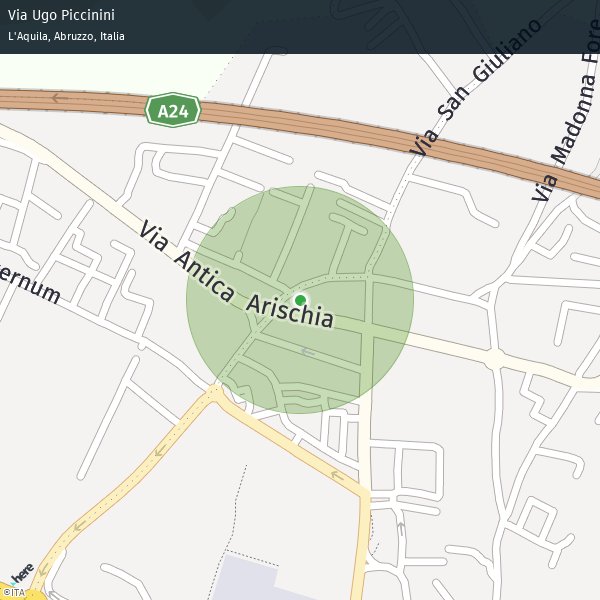 Via Ugo Piccinini
L'Aquila, Abruzzo, Italia
A24
Via San Giuliano
Via Madonna Fore
Via Antica Arischia
ernum
here
©ITA